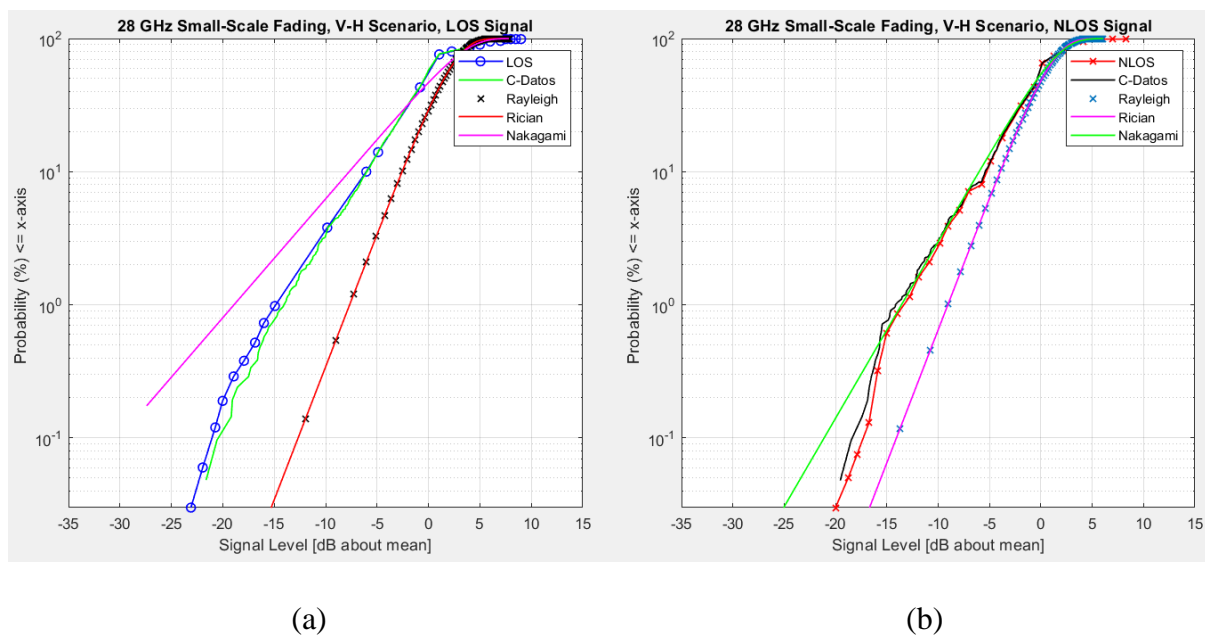 28 GHz Small-Scale Fading, V-H Scenario, LOS Signal
10^2
10^1
10^0
10^-1
Probability (%) <= x-axis
LOS
C-Datos
Rayleigh
Rician
Nakagami
-35 -30 -25 -20 -15 -10 -5 0 5 10 15
Signal Level [dB about mean]
(a)
28 GHz Small-Scale Fading, V-H Scenario, NLOS Signal
10^2
10^1
10^0
10^-1
Probability (%) <= x-axis
NLOS
C-Datos
Rayleigh
Rician
Nakagami
-35 -30 -25 -20 -15 -10 -5 0 5 10 15
Signal Level [dB about mean]
(b)